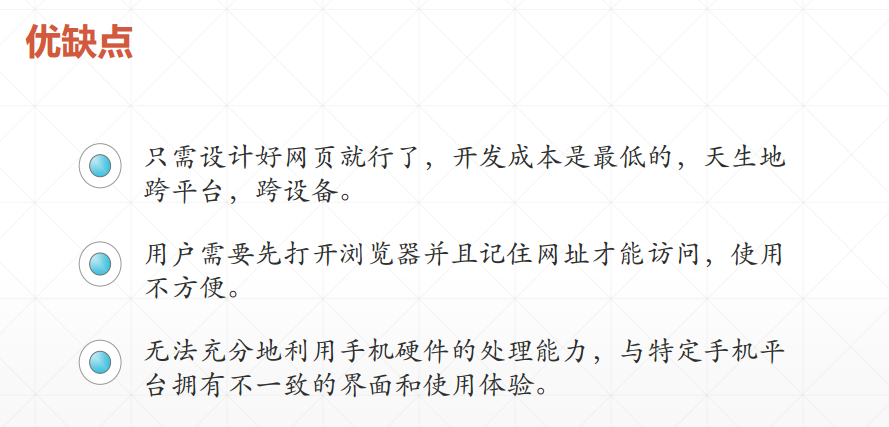 优缺点
只需设计好网页就行了，开发成本是最低的，天生地
跨平台，跨设备。
用户需要先打开浏览器并且记住网址才能访问，使用
不方便。
无法充分地利用手机硬件的处理能力，与特定手机平
台拥有不一致的界面和使用体验。